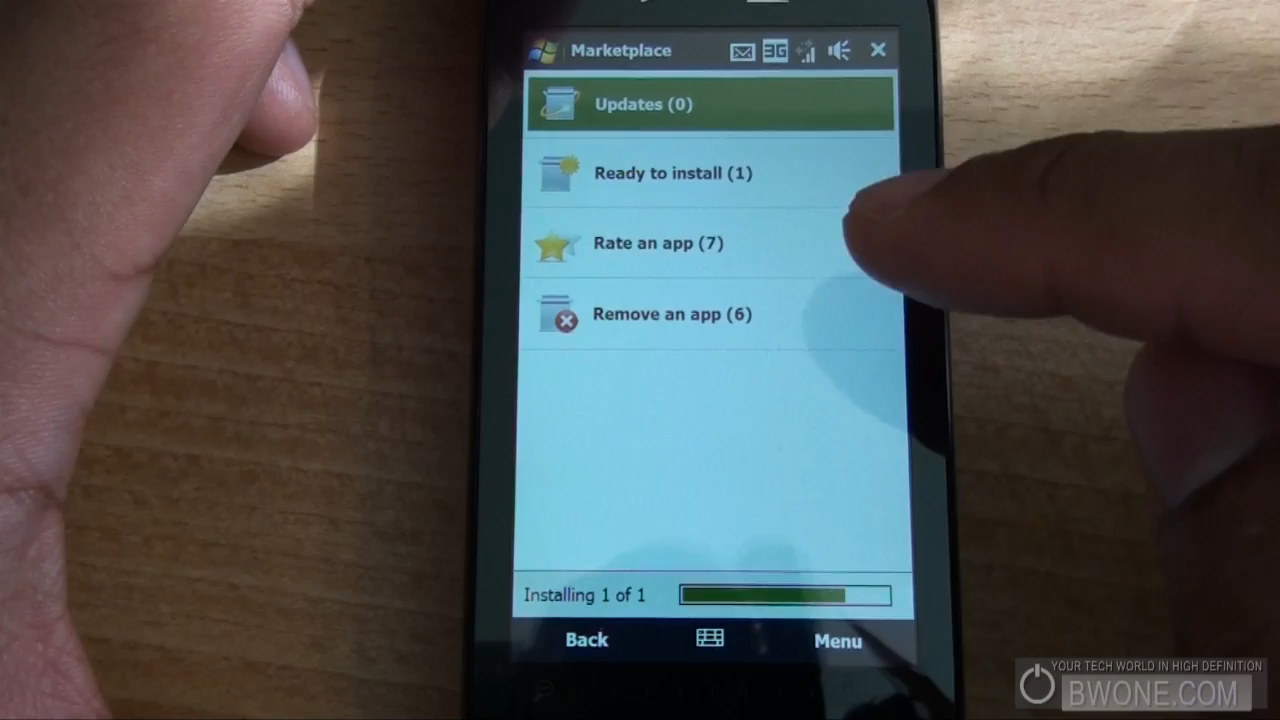 Marketplace
3G
Updates (0)
Ready to install (1)
Rate an app (7)
Remove an app (6)
Installing 1 of 1
Back
Menu
YOUR TECH WORLD IN HIGH DEFINITION
BWONE.COM